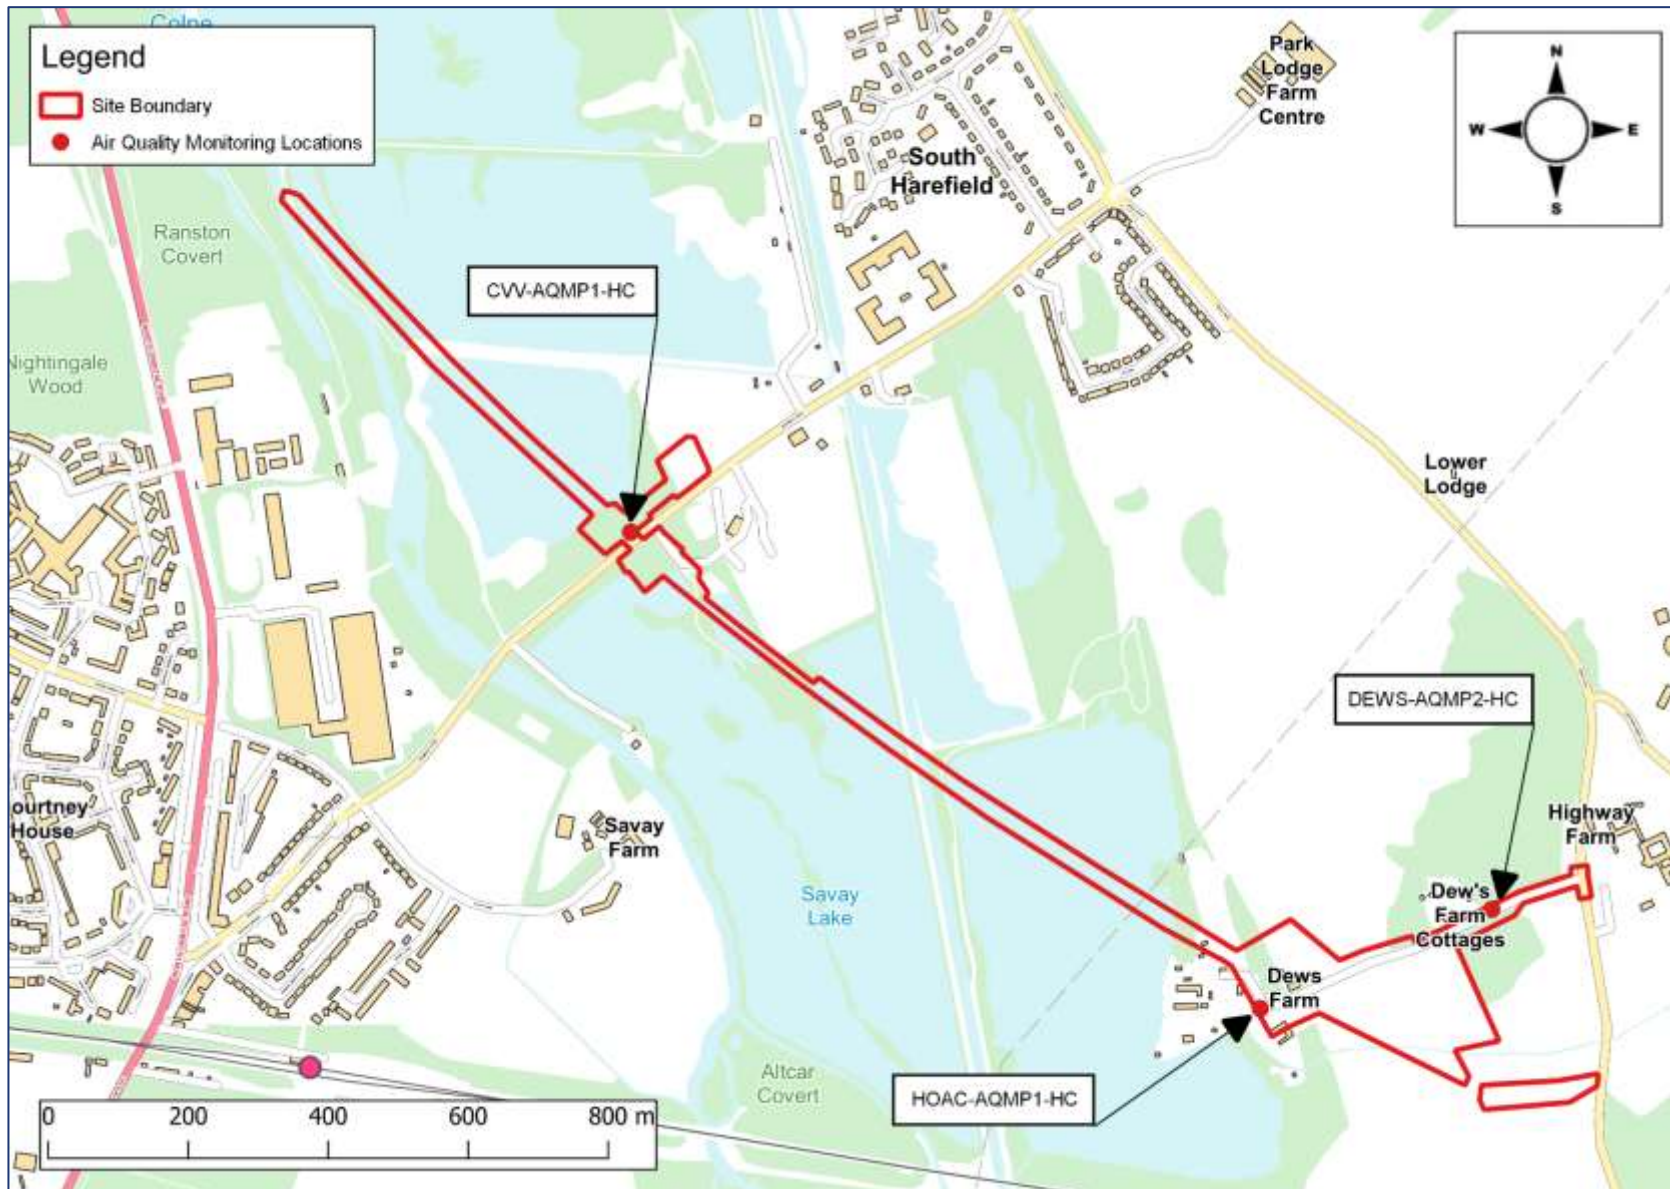 Colne
Legend
Site Boundary
Air Quality Monitoring Locations
Park
Lodge
Farm
Centre
N
W
E
S
South
Harefield
Ranston
Covert
CVV-AQMP1-HC
Nightingale
Wood
Lower
Lodge
DEWS-AQMP2-HC
ourtney
House
Savay
Farm
Highway
Farm
Savay
Lake
Dew's
Farm
Cottages
Dews
Farm
Altcar
Covert
HOAC-AQMP1-HC
0 200 400 600 800 m